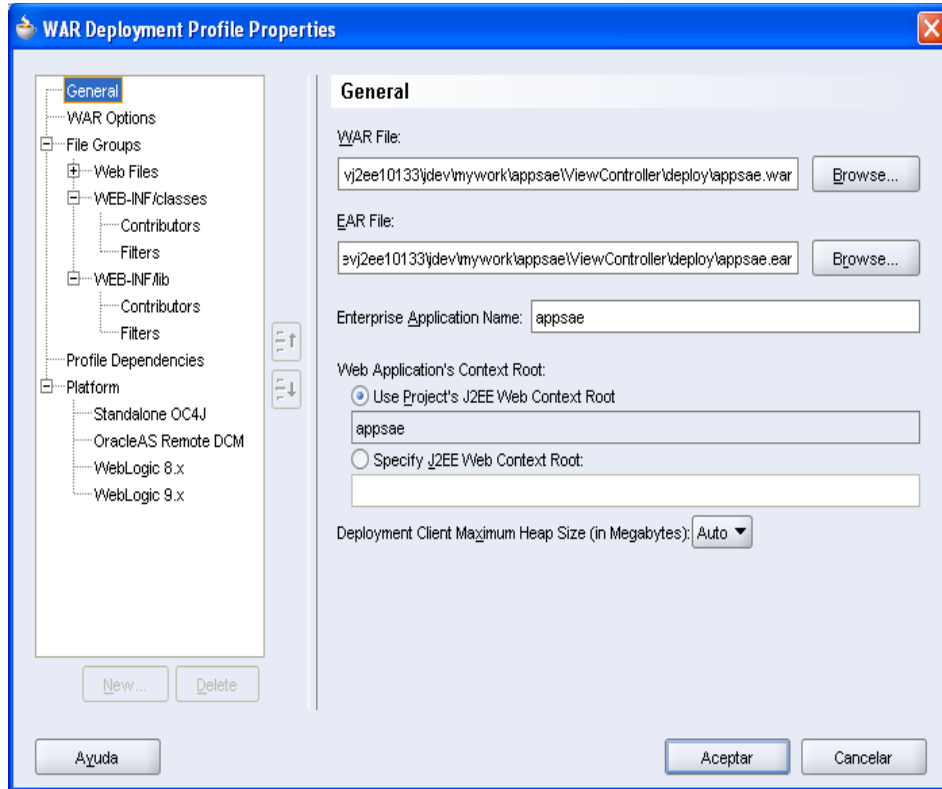 WAR Deployment Profile Properties
General
WAR Options
File Groups
Web Files
WEB-INF/classes
Contributors
Filters
WEB-INF/lib
Contributors
Filters
Profile Dependencies
Platform
Standalone OC4J
OracleAS Remote DCM
WebLogic 8.x
WebLogic 9.x
New...
Delete
General
WAR File:
vj2ee10133\jdev\mywork\appsae\ViewController\deploy\appsae.war
Browse...
EAR File:
evj2ee10133\jdev\mywork\appsae\ViewController\deploy\appsae.ear
Browse...
Enterprise Application Name: appsae
Web Application's Context Root:
Use Project's J2EE Web Context Root
appsae
Specify J2EE Web Context Root:
Deployment Client Maximum Heap Size (in Megabytes): Auto
Ayuda
Aceptar
Cancelar